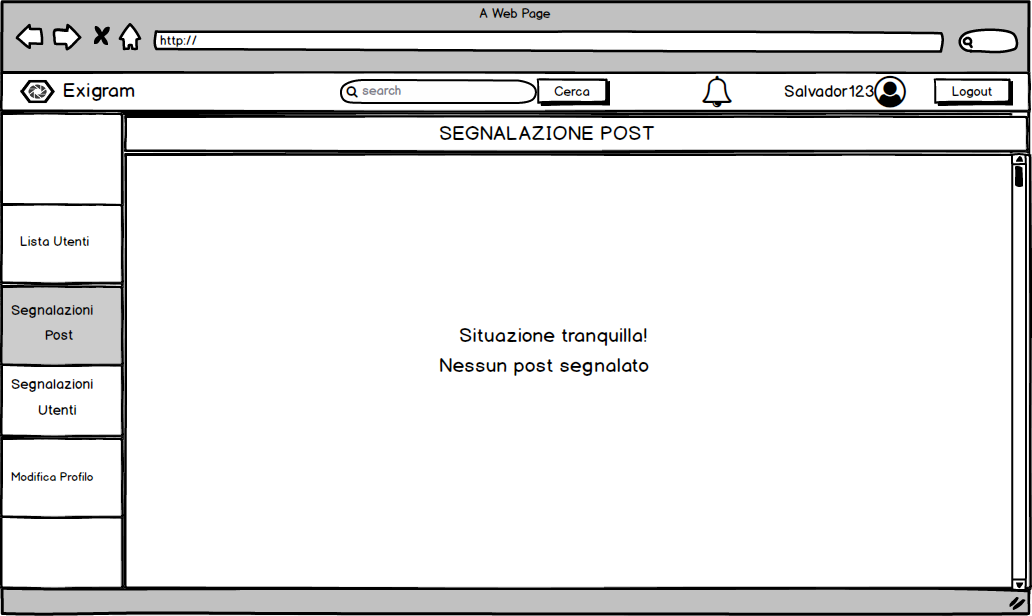 A Web Page
http://
Exigram
search
Cerca
Salvador123
Logout
SEGNALAZIONE POST
Lista Utenti
Segnalazioni
Post
Segnalazioni
Utenti
Modifica Profilo
Situazione tranquilla!
Nessun post segnalato